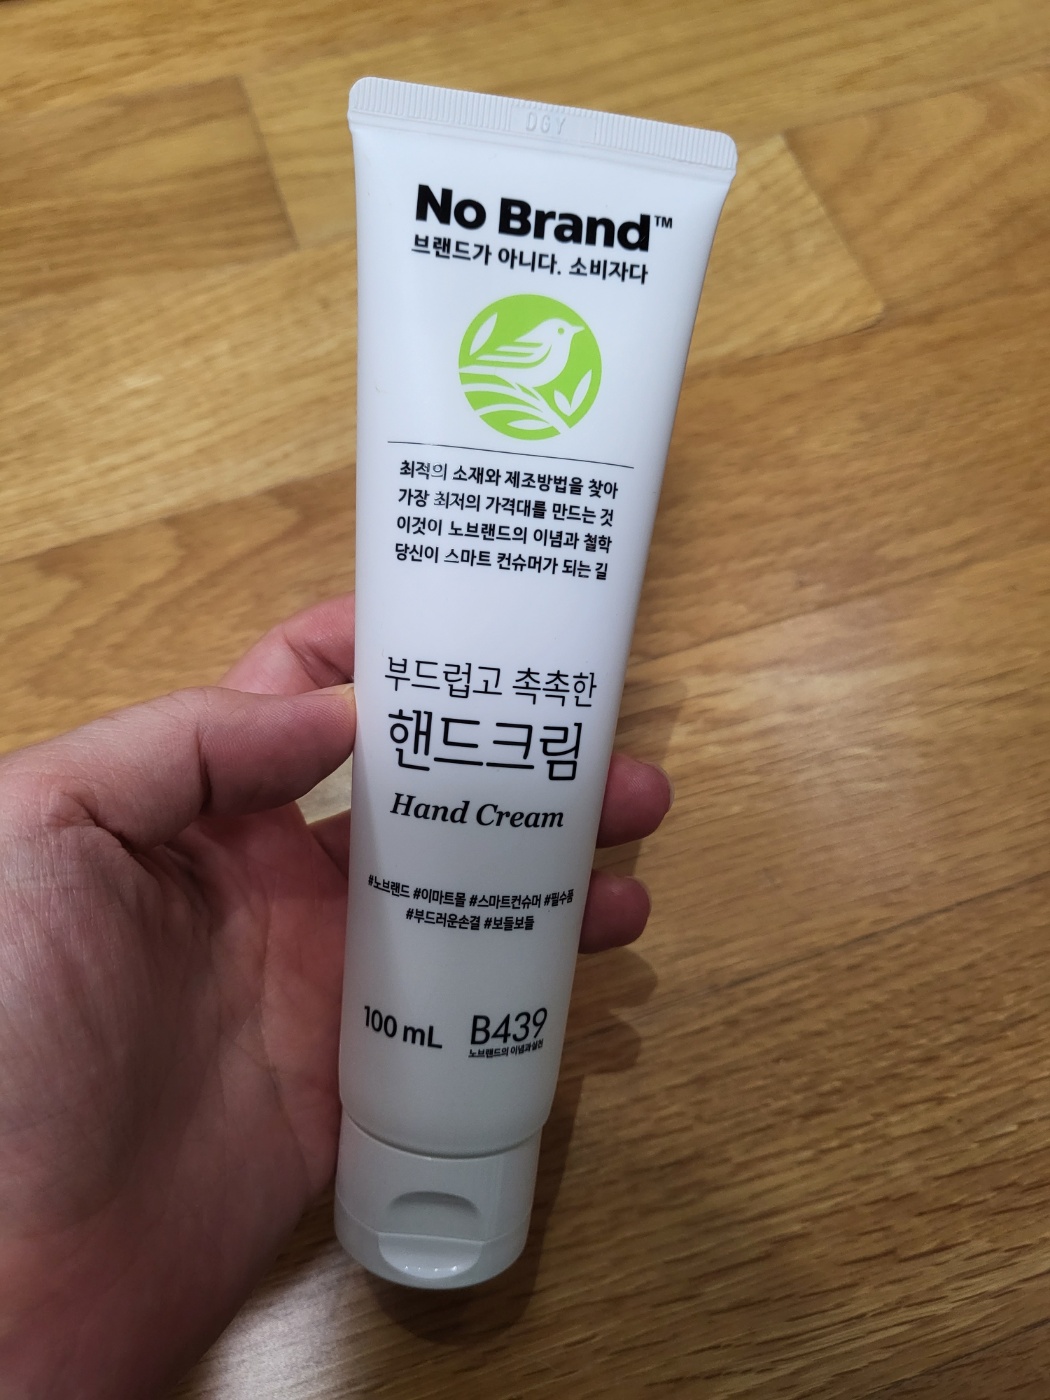 DGY
No Brand™
브랜드가 아니다. 소비자다
최적의 소재와 제조방법을 찾아
가장 최저의 가격대를 만드는 것
이것이 노브랜드의 이념과 철학
당신이 스마트 컨슈머가 되는 길
부드럽고 촉촉한
핸드크림
Hand Cream
#노브랜드 #이마트몰 #스마트컨슈머 #필수품
#부드러운손결 #보들보들
100 mL B439
노브랜드의 이념과실천